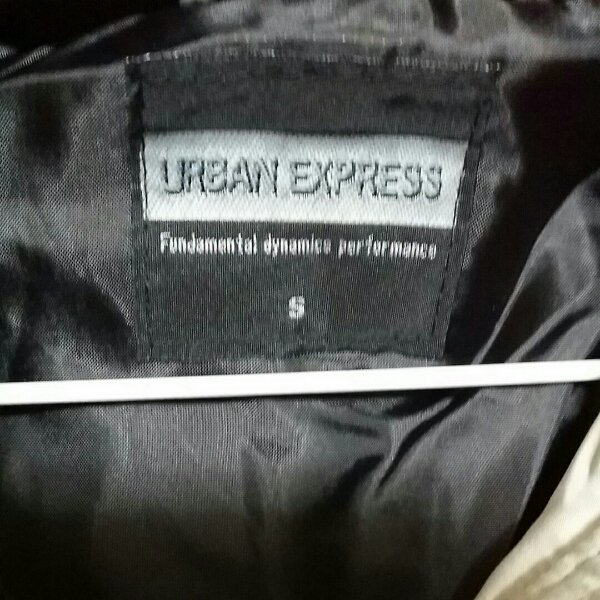 URBAN EXPRESS
Fundamental dynamics performance
S